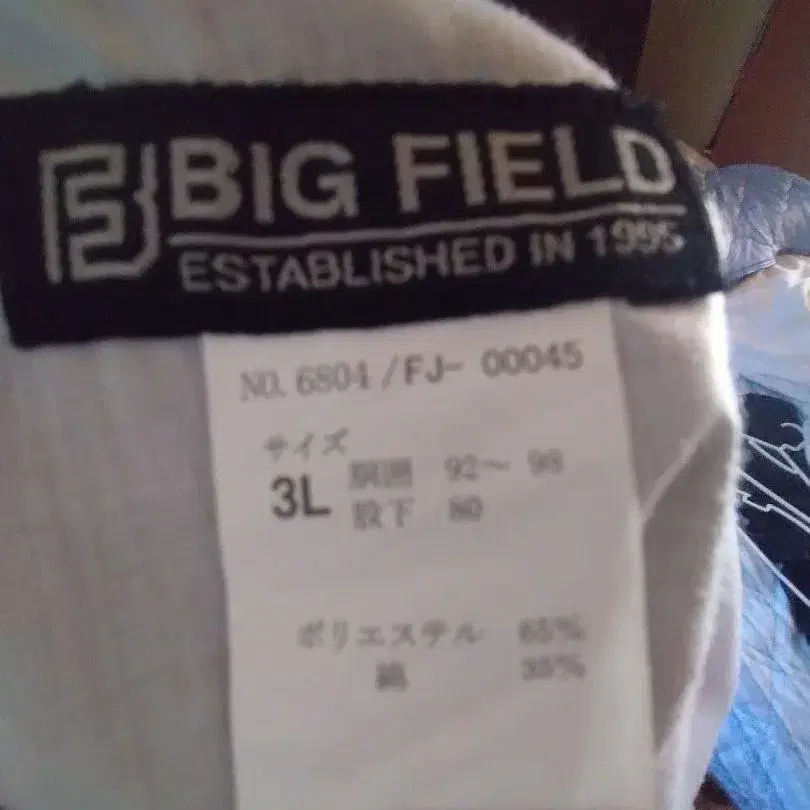 BIG FIELD
ESTABLISHED IN 1995
NO. 6804/FJ- 00045
サイズ
3L 胴囲 92～ 98
股下 80
ポリエステル 65%
綿 35%